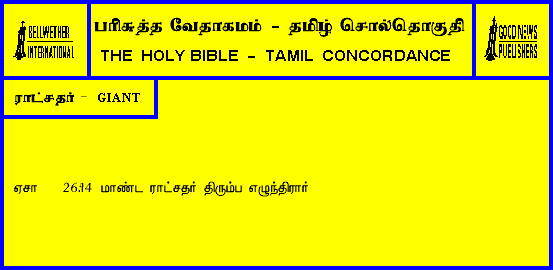 BELLWETHER
INTERNATIONAL
பரிசுத்த வேதாகமம் - தமிழ் சொல்தொகுதி
THE HOLY BIBLE - TAMIL CONCORDANCE
GOOD NEWS
PUBLISHERS
ராட்சதர் - GIANT
ஏசா 26:14 மாண்ட ராட்சதர் திரும்ப எழுந்திரார்